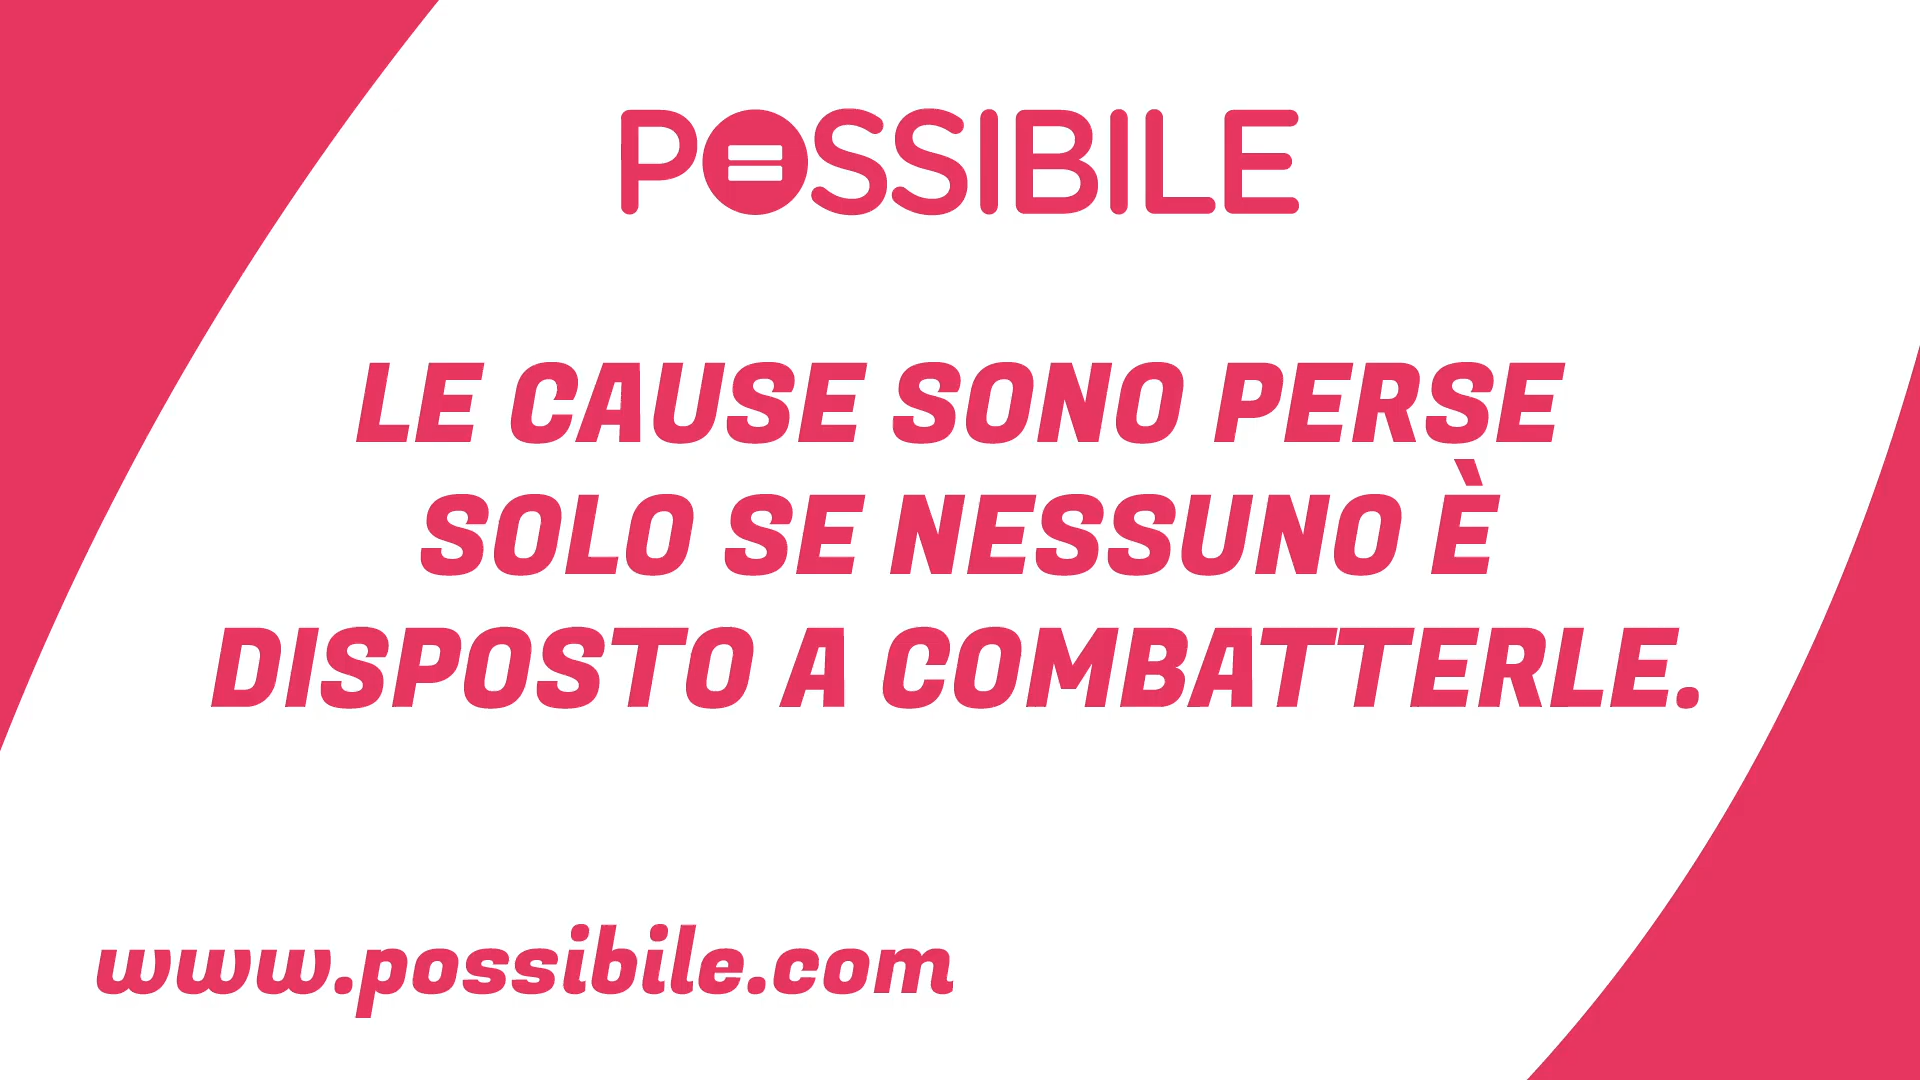 POSSIBILE
LE CAUSE SONO PERSE
SOLO SE NESSUNO È
DISPOSTO A COMBATTERLE.
www.possibile.com